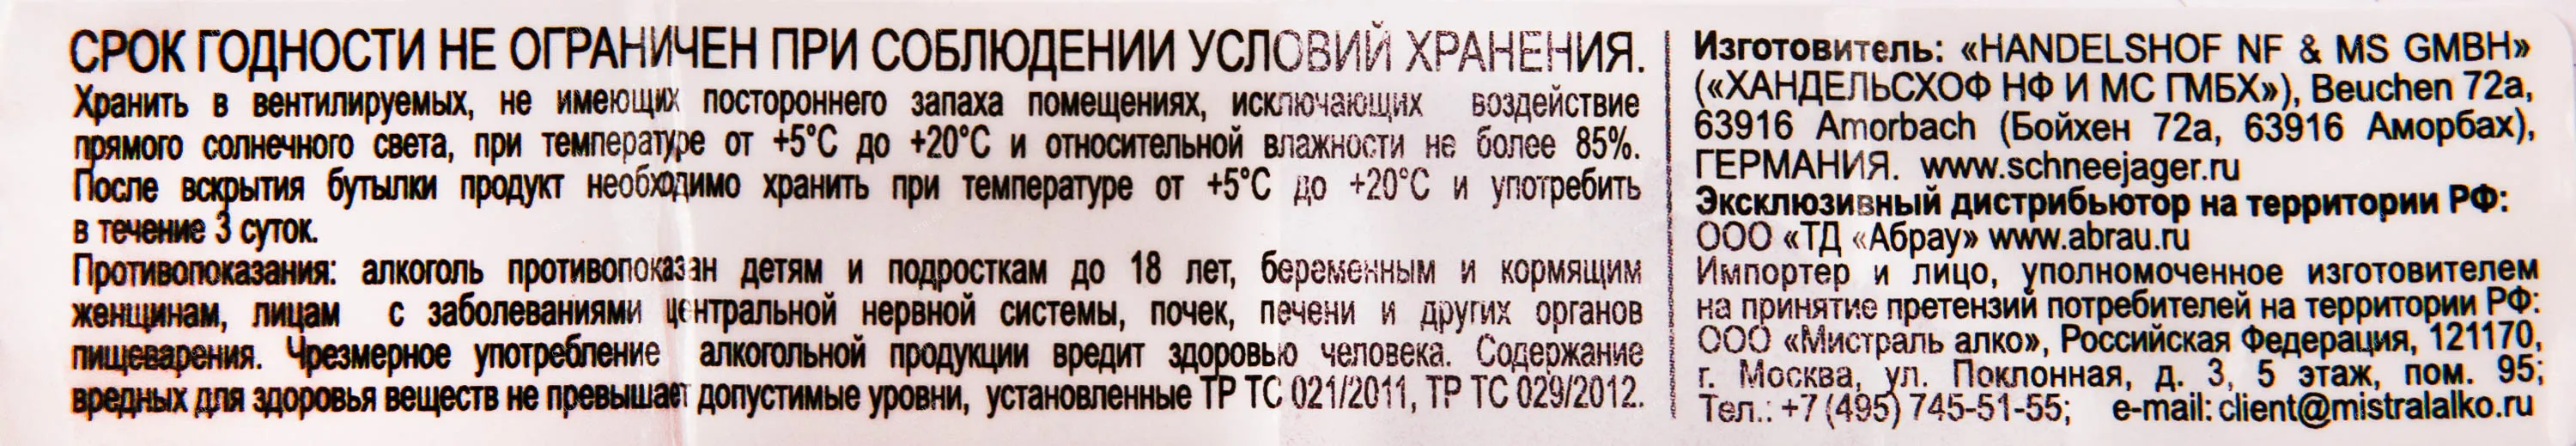 СРОК ГОДНОСТИ НЕ ОГРАНИЧЕН ПРИ СОБЛЮДЕНИИ УСЛОВИЙ ХРАНЕНИЯ.
Хранить в вентилируемых, не имеющих постороннего запаха помещениях, исключающих воздействие
прямого солнечного света, при температуре от +5°C до +20°C и относительной влажности не более 85%.
После вскрытия бутылки продукт необходимо хранить при температуре от +5°C до +20°C и употребить
в течение 3 суток.
Противопоказания: алкоголь противопоказан детям и подросткам до 18 лет, беременным и кормящим
женщинам, лицам с заболеваниями центральной нервной системы, почек, печени и других органов
пищеварения. Чрезмерное употребление алкогольной продукции вредит здоровью человека. Содержание
вредных для здоровья веществ не превышает допустимые уровни, установленные ТР ТС 021/2011, ТР ТС 029/2012.
Изготовитель: «HANDELSHOF NF & MS GMBH»
(«ХАНДЕЛЬСХОФ НФ И МС ГМБХ»), Beuchen 72a,
63916 Amorbach (Бойхен 72а, 63916 Аморбах),
ГЕРМАНИЯ. www.schneejager.ru
Эксклюзивный дистрибьютор на территории РФ:
ООО «ТД «Абрау» www.abrau.ru
Импортер и лицо, уполномоченное изготовителем
на принятие претензий потребителей на территории РФ:
ООО «Мистраль алко», Российская Федерация, 121170,
г. Москва, ул. Поклонная, д. 3, 5 этаж, пом. 95;
Тел.: +7 (495) 745-51-55; e-mail: client@mistralalko.ru